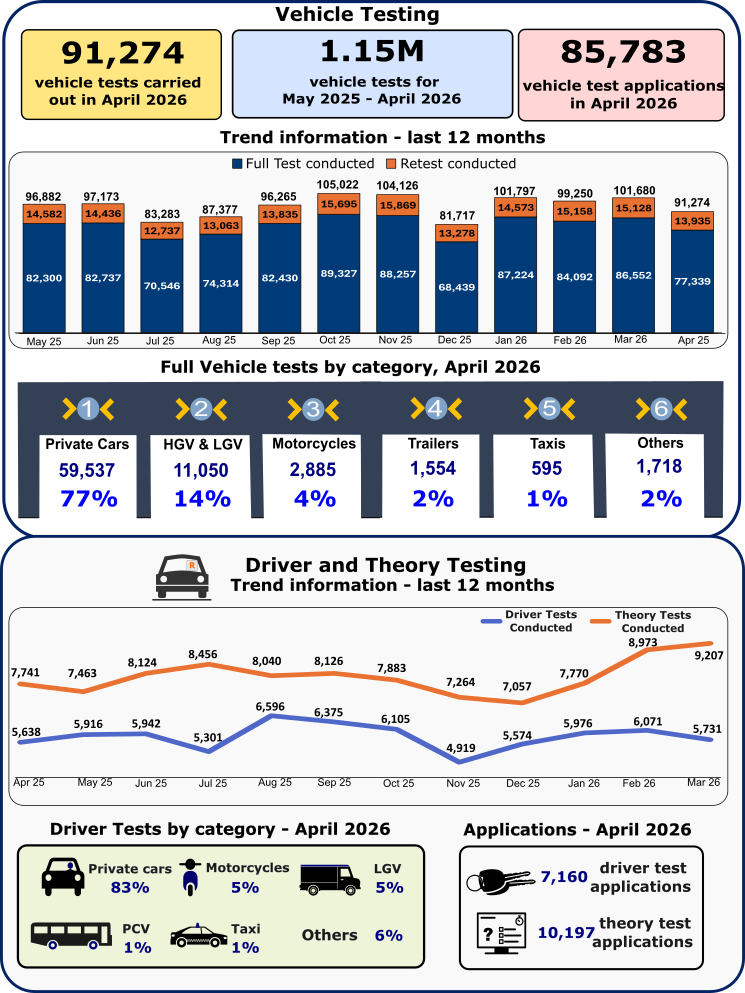 Vehicle Testing
91,274
vehicle tests carried
out in April 2026
1.15M
vehicle tests for
May 2025 - April 2026
85,783
vehicle test applications
in April 2026
Trend information - last 12 months
Full Test conducted Retest conducted
96,882 97,173 83,283 87,377 96,265 105,022 104,126 81,717 101,797 99,250 101,680 91,274
14,582 14,436 12,737 13,063 13,835 15,695 15,869 13,278 14,573 15,158 15,128 13,935
82,300 82,737 70,546 74,314 82,430 89,327 88,257 68,439 87,224 84,092 86,552 77,339
May 25 Jun 25 Jul 25 Aug 25 Sep 25 Oct 25 Nov 25 Dec 25 Jan 26 Feb 26 Mar 26 Apr 25
Full Vehicle tests by category, April 2026
1 2 3 4 5 6
Private Cars HGV & LGV Motorcycles Trailers Taxis Others
59,537 11,050 2,885 1,554 595 1,718
77% 14% 4% 2% 1% 2%
R
Driver and Theory Testing
Trend information - last 12 months
Driver Tests
Conducted
Theory Tests
Conducted
7,741 7,463 8,124 8,456 8,040 8,126 7,883 7,264 7,057 7,770 8,973 9,207
5,638 5,916 5,942 5,301 6,596 6,375 6,105 4,919 5,574 5,976 6,071 5,731
Apr 25 May 25 Jun 25 Jul 25 Aug 25 Sep 25 Oct 25 Nov 25 Dec 25 Jan 26 Feb 26 Mar 26
Driver Tests by category - April 2026
Private cars
83%
Motorcycles
5%
LGV
5%
PCV
1%
Taxi
1%
Others 6%
Applications - April 2026
7,160 driver test
applications
?
10,197 theory test
applications